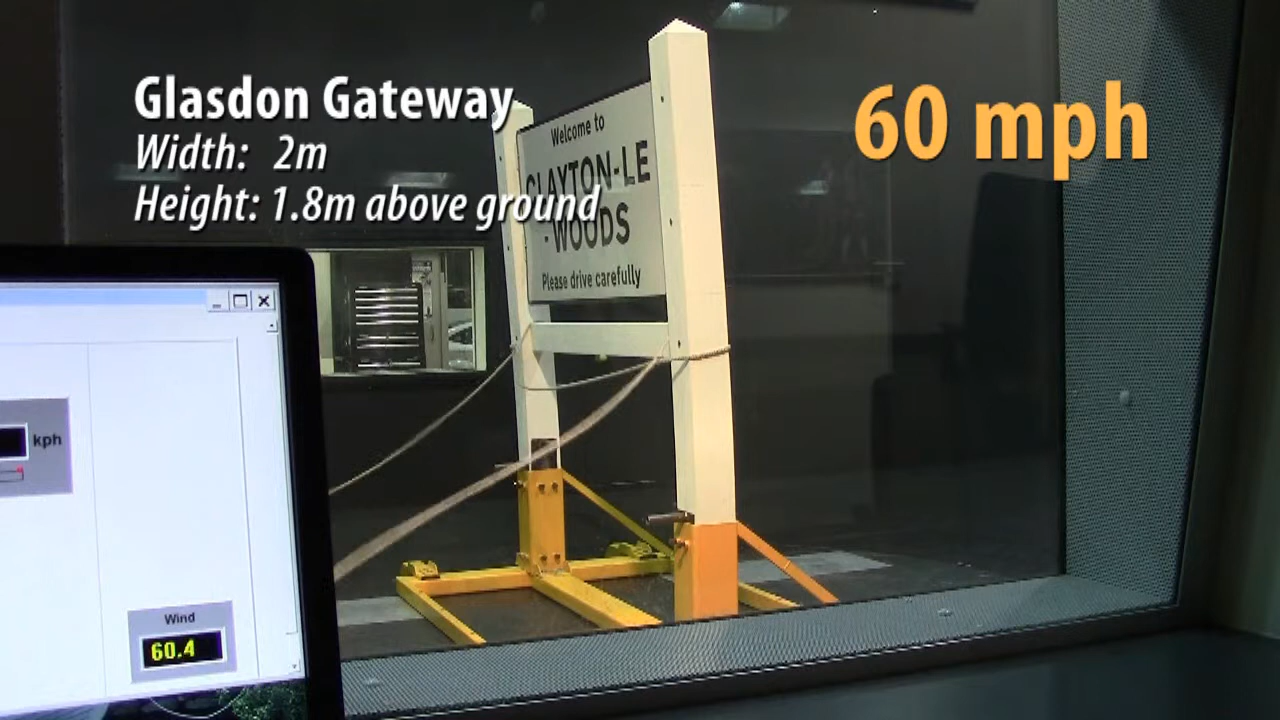 Glasdon Gateway
Width: 2m
Height: 1.8m above ground
60 mph
Welcome to
CLAYTON-LE
-WOODS
Please drive carefully
kph
Wind
60.4